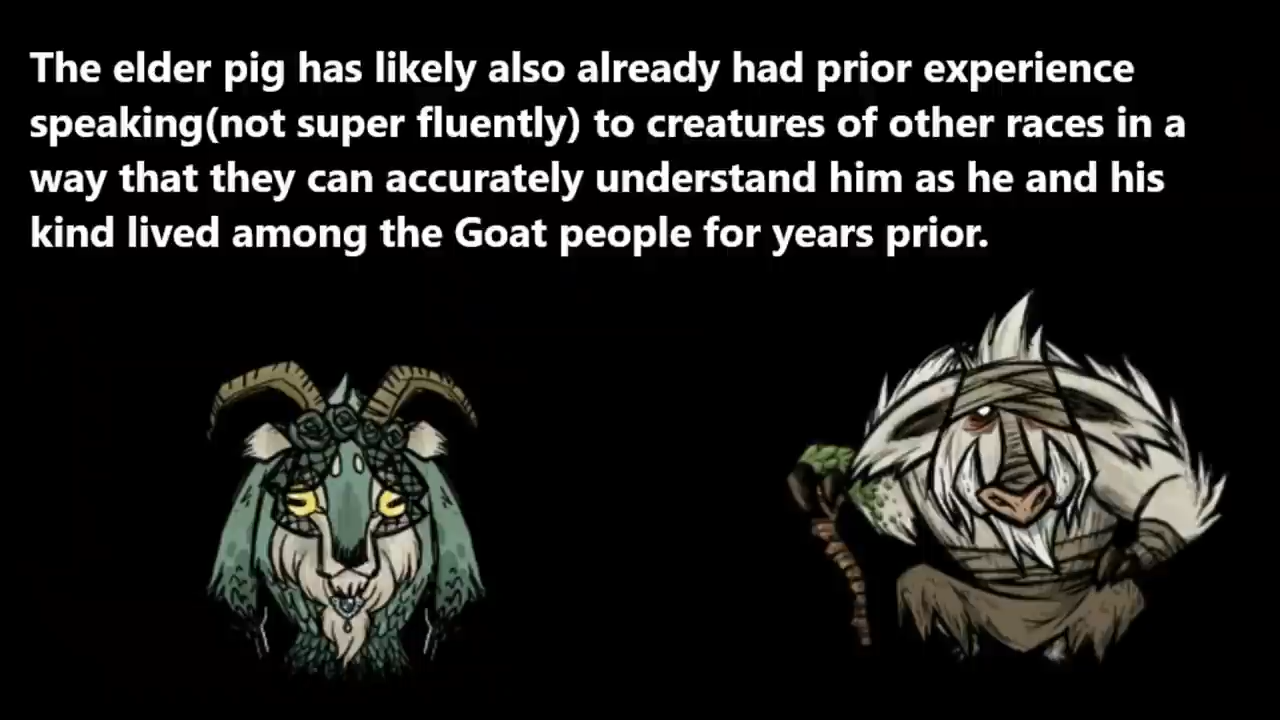 The elder pig has likely also already had prior experience
speaking(not super fluently) to creatures of other races in a
way that they can accurately understand him as he and his
kind lived among the Goat people for years prior.